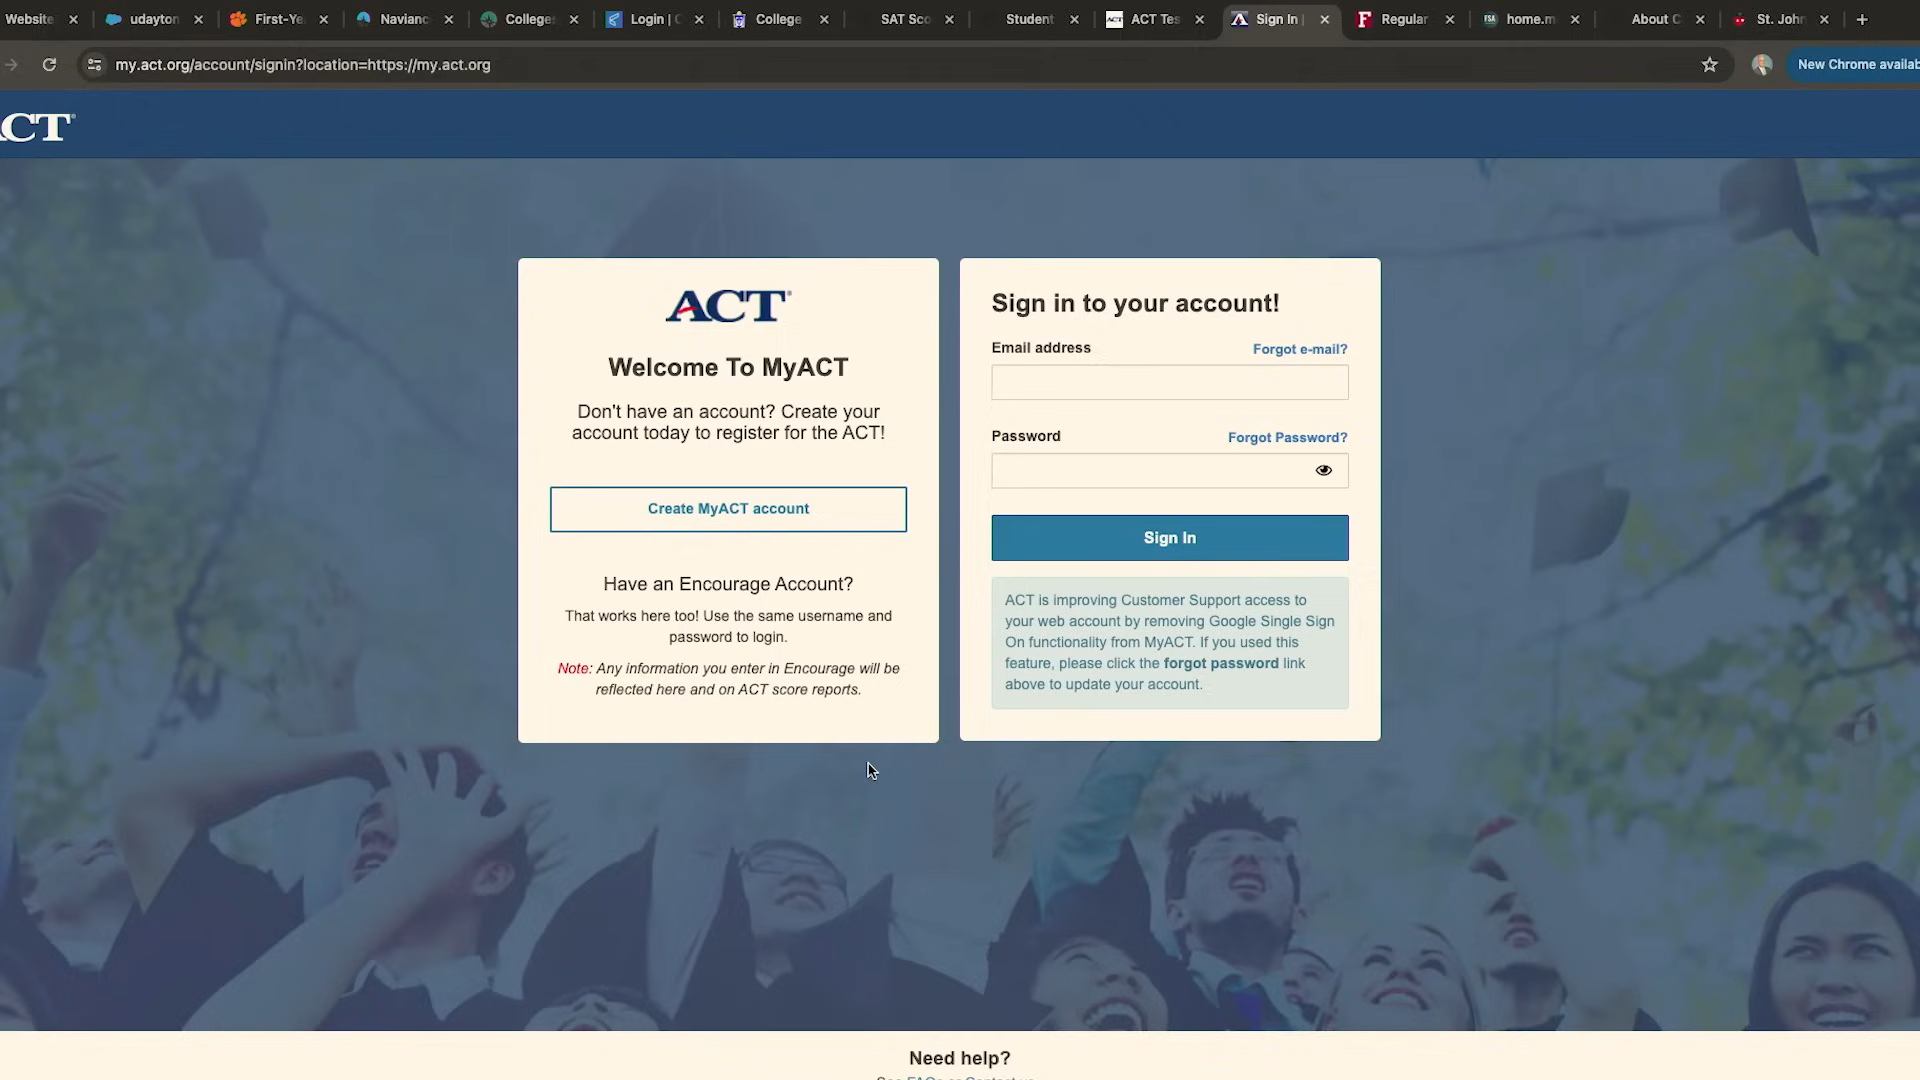 Website
udayton
First-Ye
Navianc
College
Login | C
College
SAT Sco
Student
ACT Tes
Sign In |
Regular
home.m
About C
St. John
my.act.org/account/signin?location=https://my.act.org
New Chrome availab
ACT
ACT
Welcome To MyACT
Don't have an account? Create your
account today to register for the ACT!
Create MyACT account
Have an Encourage Account?
That works here too! Use the same username and
password to login.
Note: Any information you enter in Encourage will be
reflected here and on ACT score reports.
Sign in to your account!
Email address
Forgot e-mail?
Password
Forgot Password?
Sign In
ACT is improving Customer Support access to
your web account by removing Google Single Sign
On functionality from MyACT. If you used this
feature, please click the forgot password link
above to update your account.
Need help?
See FAQs or Contact us